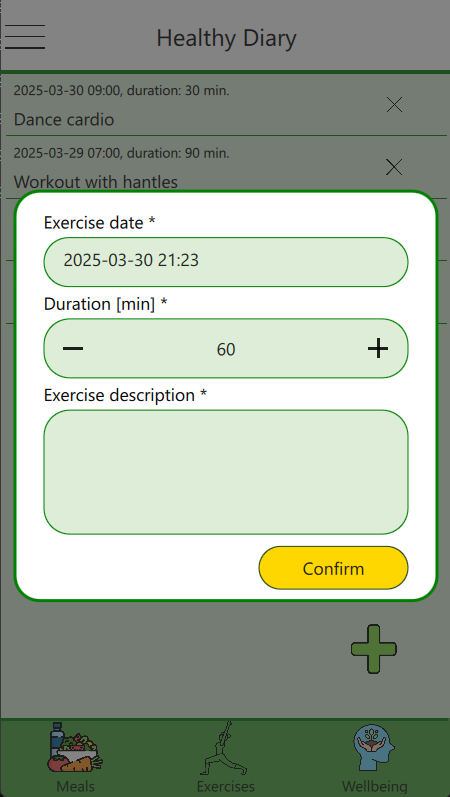 Healthy Diary
2025-03-30 09:00, duration: 30 min.
Dance cardio
2025-03-29 07:00, duration: 90 min.
Workout with hantles
Exercise date *
2025-03-30 21:23
Duration [min] *
60
Exercise description *
Confirm
Meals
Exercises
Wellbeing